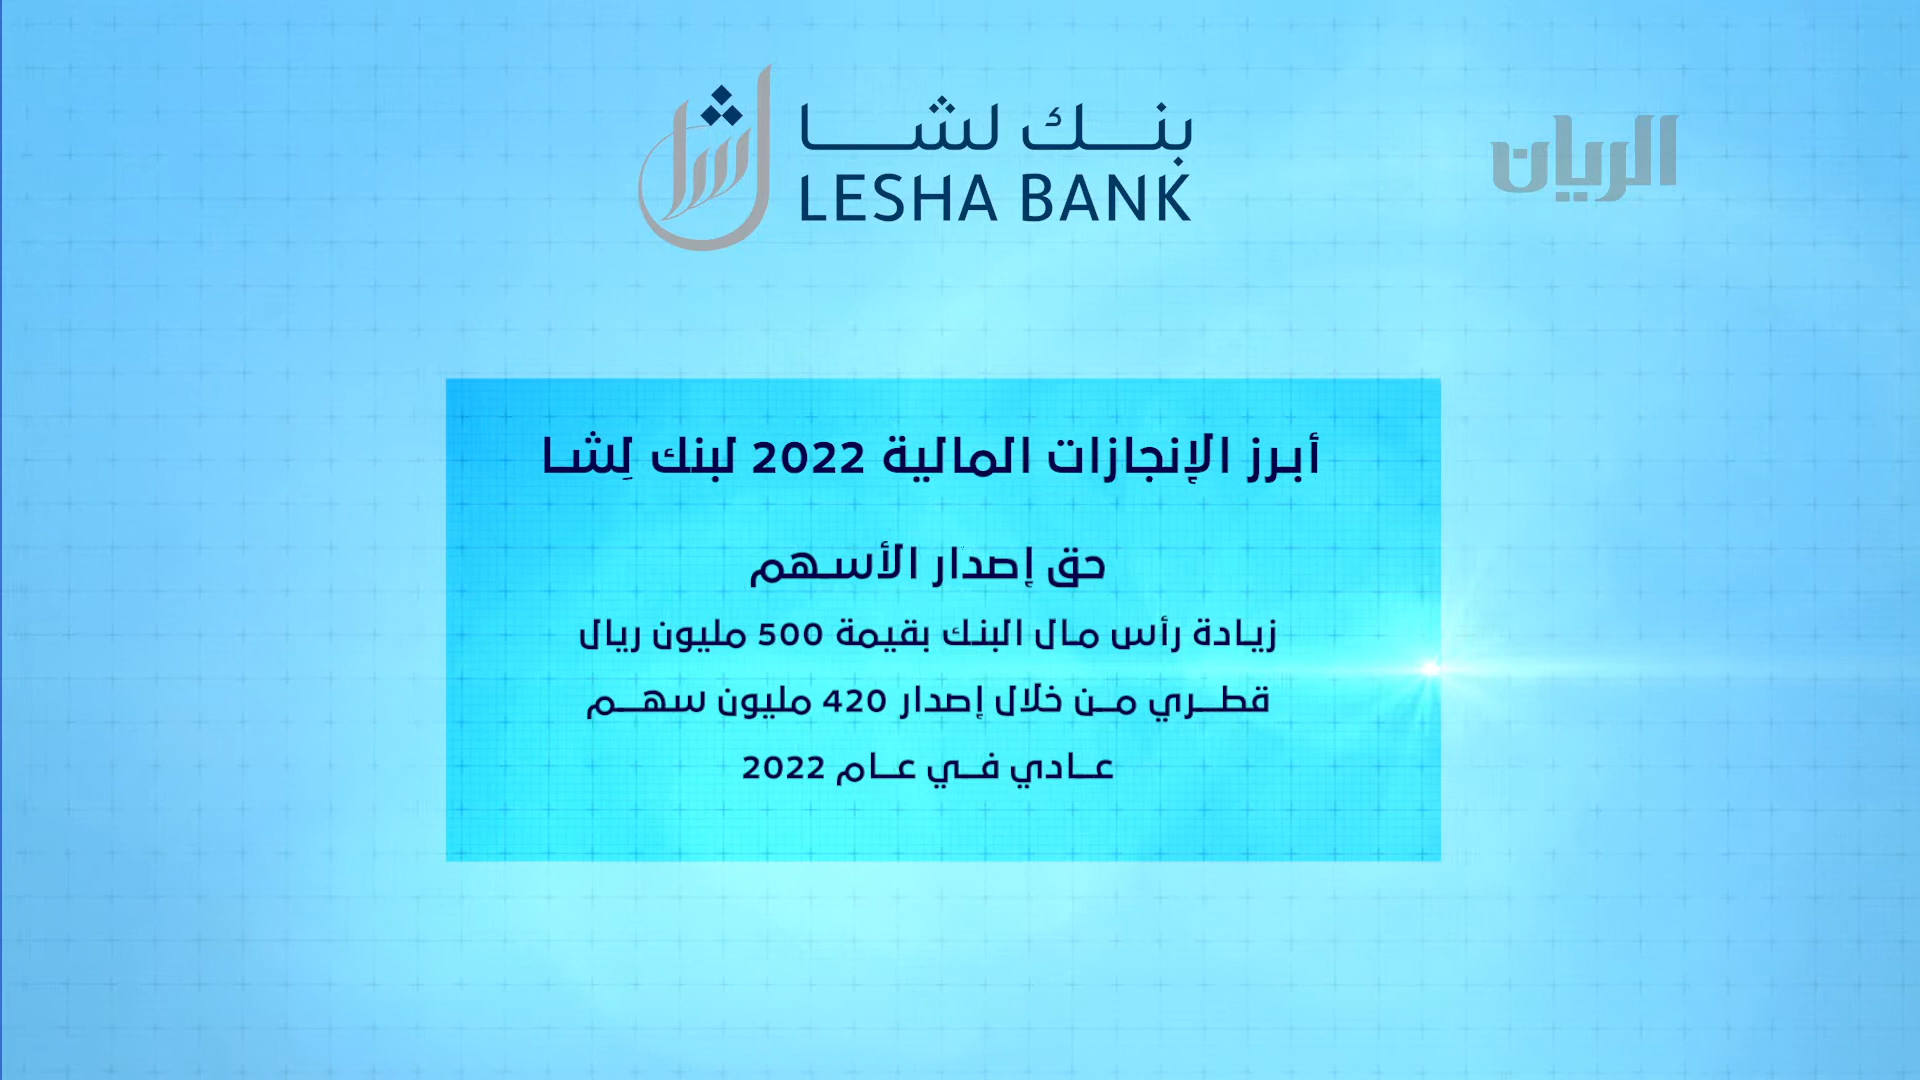 بنك لشا
LESHA BANK
الريان
أبرز الإنجازات المالية 2022 لبنك لِشا
حق إصدار الأسهم
زيادة رأس مال البنك بقيمة 500 مليون ريال
قطري من خلال إصدار 420 مليون سهم
عادي في عام 2022